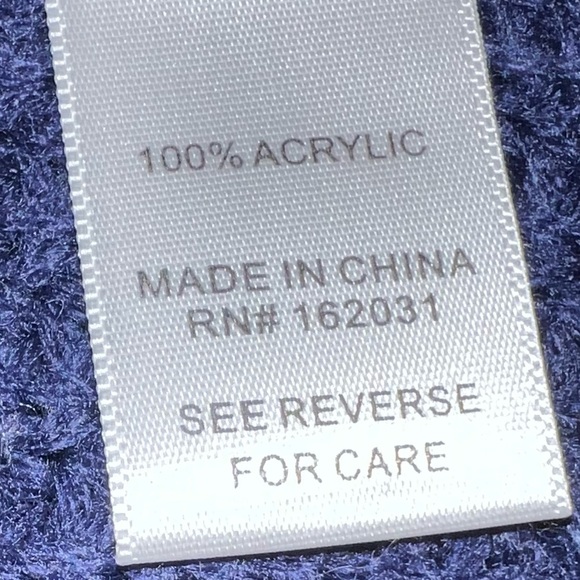 100% ACRYLIC
MADE IN CHINA
RN# 162031
SEE REVERSE
FOR CARE